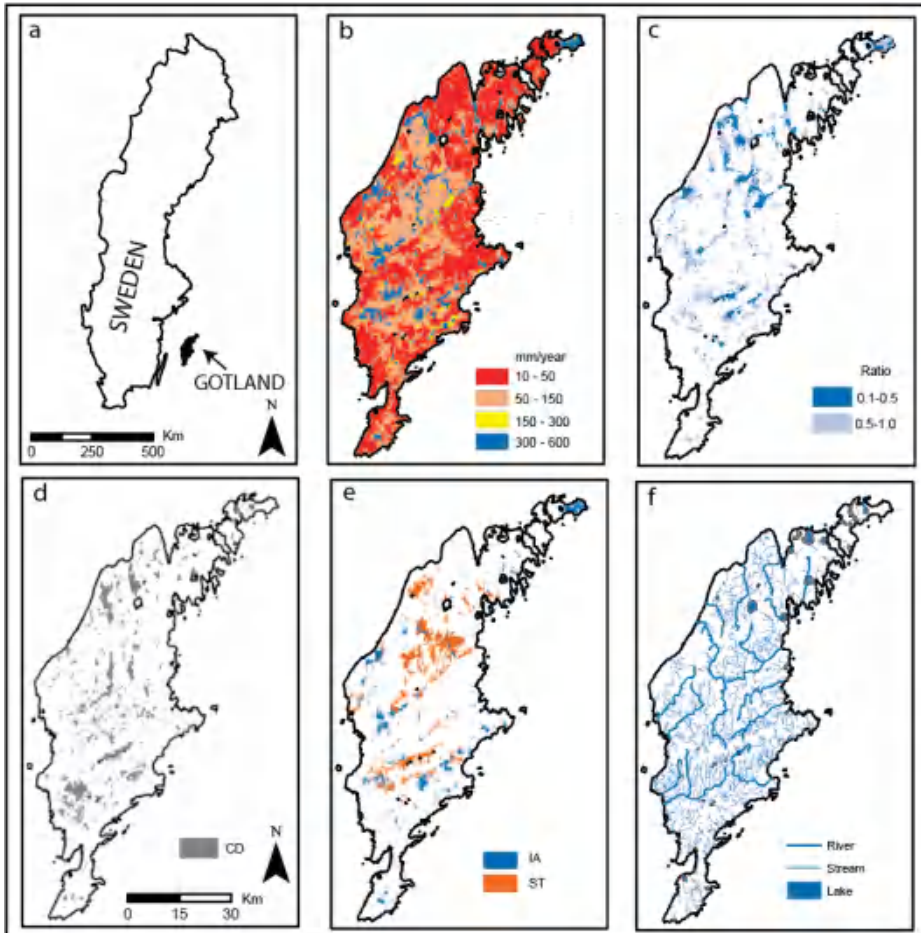 a
SWEDEN
GOTLAND
N
Km
0 250 500
b
mm/year
10 - 50
50 - 150
150 - 300
300 - 600
c
Ratio
0.1-0.5
0.5-1.0
d
CD
N
Km
0 15 30
e
IA
ST
f
River
Stream
Lake